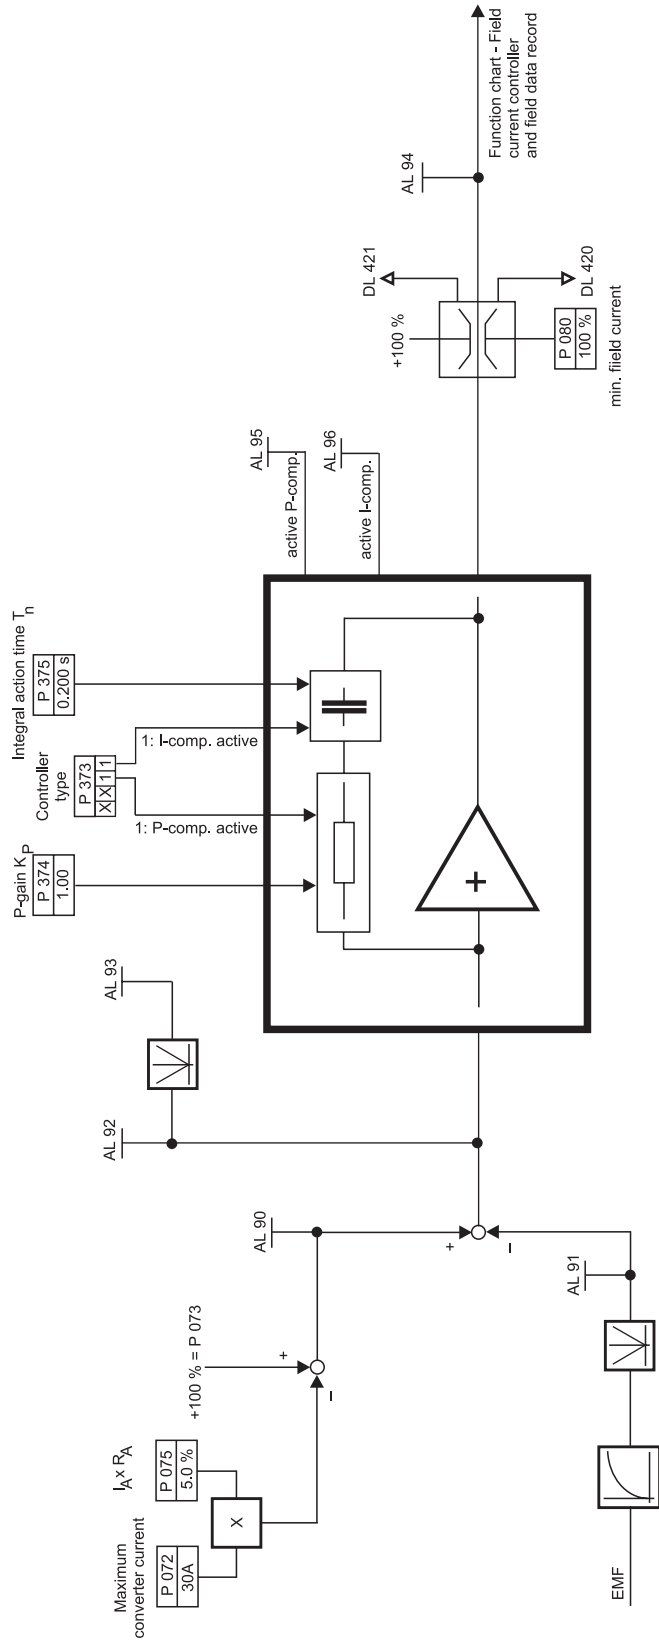 Maximum
converter current
P 072
30A
I_A x R_A
P 075
5.0 %
X
+100 % = P 073
+
–
EMF
AL 90
+
–
AL 91
AL 92
AL 93
P-gain K_P
P 374
1.00
Controller
type
P 373
X X 1 1
Integral action time T_n
P 375
0.200 s
1: P-comp. active
1: I-comp. active
+
AL 95
active P-comp.
AL 96
active I-comp.
+100 %
DL 421
P 080
100 %
min. fiield current
DL 420
AL 94
Function chart - Field
current controller
and field data record